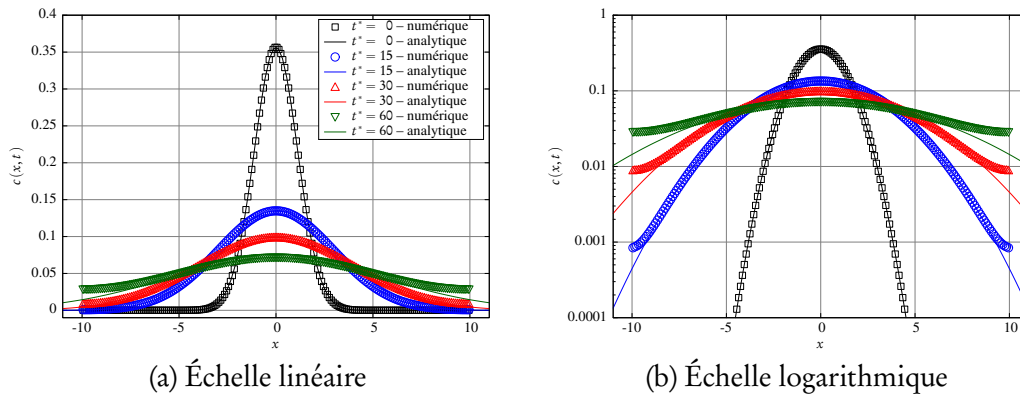 0.4
0.35
0.3
0.25
0.2
0.15
0.1
0.05
0
c(x,t)
-10 -5 0 5 10
x
t* = 0 – numérique
t* = 0 – analytique
t* = 15 – numérique
t* = 15 – analytique
t* = 30 – numérique
t* = 30 – analytique
t* = 60 – numérique
t* = 60 – analytique
(a) Échelle linéaire
1
0.1
0.01
0.001
0.0001
c(x,t)
-10 -5 0 5 10
x
(b) Échelle logarithmique